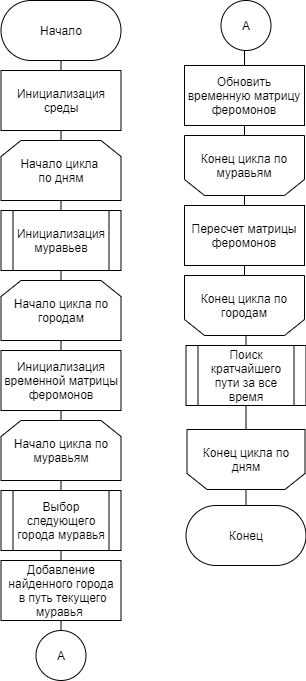 Начало
Инициализация
среды
Начало цикла
по дням
Инициализация
муравьев
Начало цикла по
городам
Инициализация
временной матрицы
феромонов
Начало цикла по
муравьям
Выбор
следующего
города муравья
Добавление
найденного города
в путь текущего
муравья
А
А
Обновить
временную матрицу
феромонов
Конец цикла по
муравьям
Пересчет матрицы
феромонов
Конец цикла по
городам
Поиск
кратчайшего
пути за все
время
Конец цикла по
дням
Конец